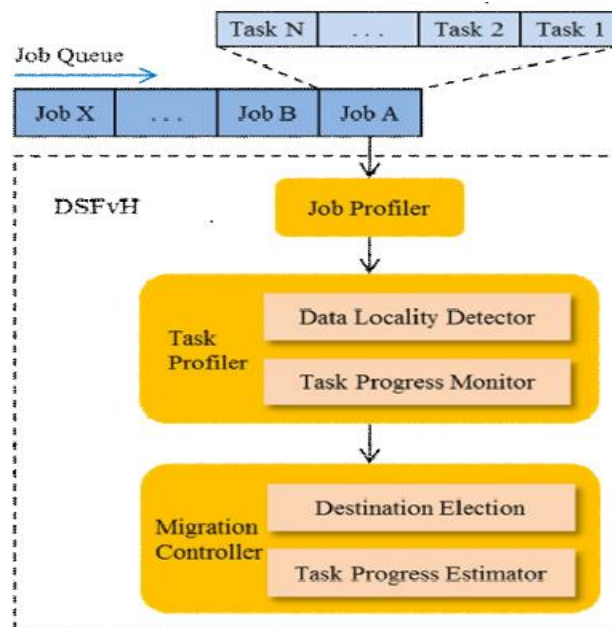 Task N ... Task 2 Task 1
Job Queue
Job X ... Job B Job A
DSFvH
Job Profiler
Data Locality Detector
Task
Profiler
Task Progress Monitor
Destination Election
Migration
Controller
Task Progress Estimator